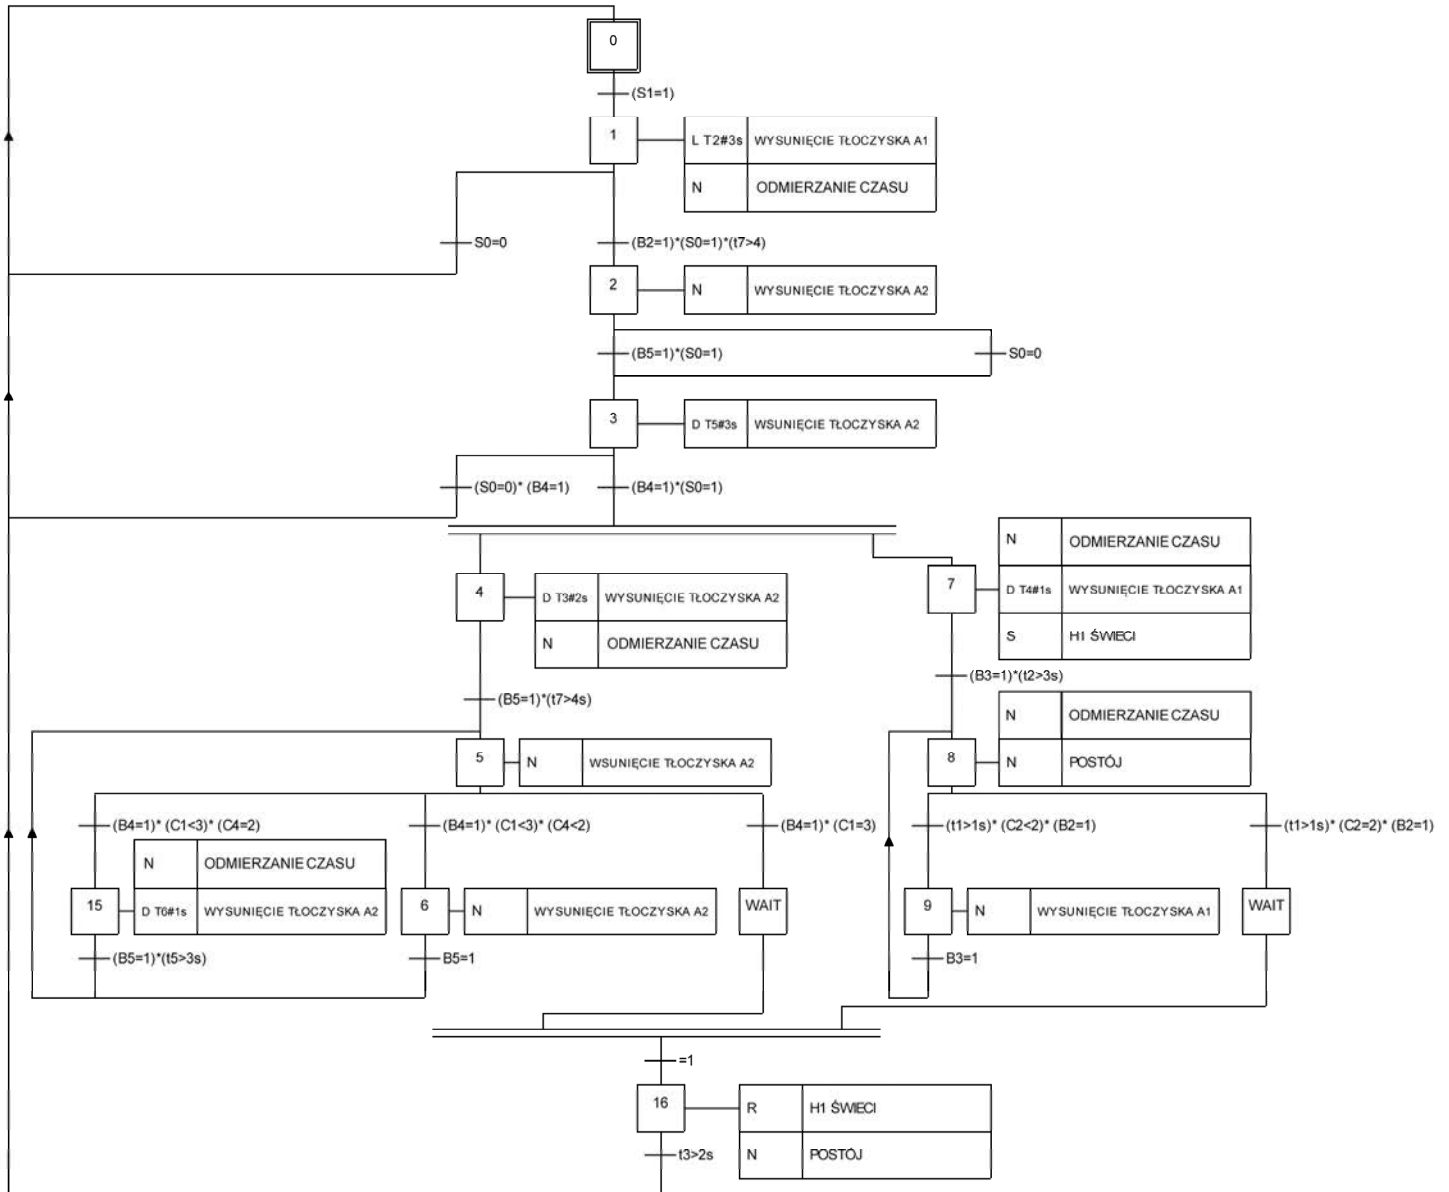 0
(S1=1)
1
L T2#3s WYSUNIĘCIE TŁOCZYSKA A1
N ODMIERZANIE CZASU
S0=0
(B2=1)*(S0=1)*(t7>4)
2
N WYSUNIĘCIE TŁOCZYSKA A2
(B5=1)*(S0=1)
S0=0
3
D T5#3s WSUNIĘCIE TŁOCZYSKA A2
(S0=0)* (B4=1)
(B4=1)*(S0=1)
4
D T3#2s WYSUNIĘCIE TŁOCZYSKA A2
N ODMIERZANIE CZASU
7
N ODMIERZANIE CZASU
D T4#1s WYSUNIĘCIE TŁOCZYSKA A1
S H1 ŚWIECI
(B5=1)*(t7>4s)
(B3=1)*(t2>3s)
5
N WSUNIĘCIE TŁOCZYSKA A2
8
N ODMIERZANIE CZASU
N POSTÓJ
(B4=1)* (C1<3)* (C4=2)
(B4=1)* (C1<3)* (C4<2)
(B4=1)* (C1=3)
(t1>1s)* (C2<2)* (B2=1)
(t1>1s)* (C2=2)* (B2=1)
15
N ODMIERZANIE CZASU
D T6#1s WYSUNIĘCIE TŁOCZYSKA A2
6
N WYSUNIĘCIE TŁOCZYSKA A2
WAIT
9
N WYSUNIĘCIE TŁOCZYSKA A1
WAIT
(B5=1)*(t5>3s)
B5=1
B3=1
=1
16
R H1 ŚWIECI
N POSTÓJ
t3>2s